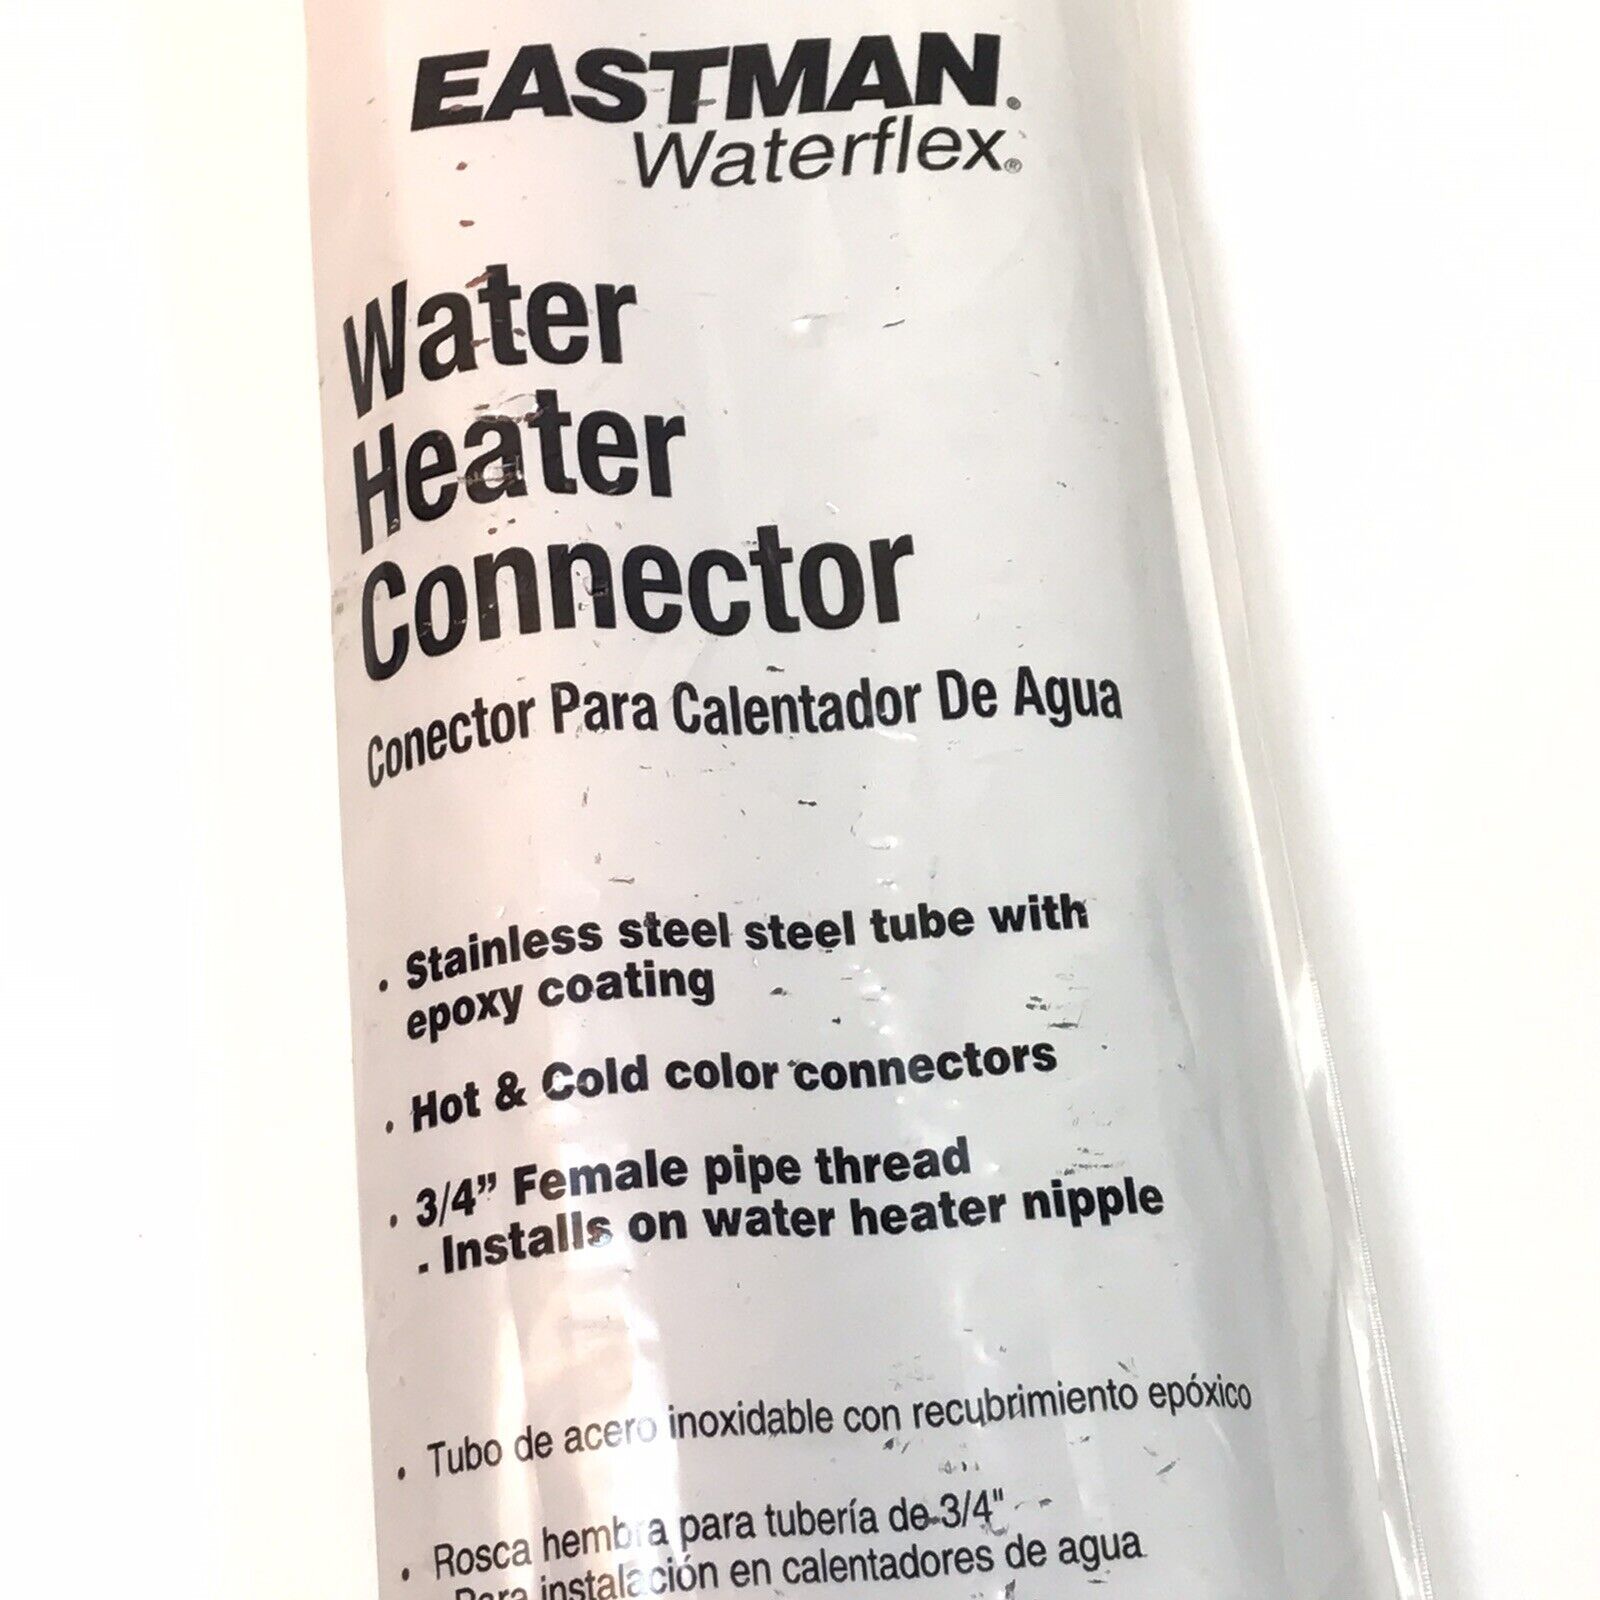 EASTMAN®
Waterflex®
Water
Heater
Connector
Conector Para Calentador De Agua
· Stainless steel steel tube with
epoxy coating
· Hot & Cold color connectors
· 3/4” Female pipe thread
- Installs on water heater nipple
· Tubo de acero inoxidable con recubrimiento epóxico
· Rosca hembra para tubería de 3/4"
Para instalación en calentadores de agua